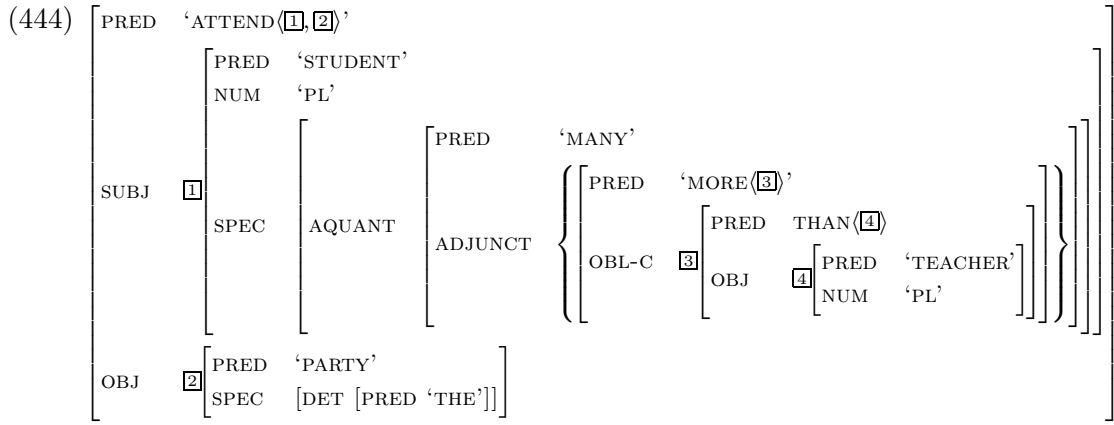 (444)
PRED ‘ATTEND⟨1, 2⟩’
PRED ‘STUDENT’
NUM ‘PL’
PRED ‘MANY’
SUBJ 1
PRED ‘MORE⟨3⟩’
SPEC AQUANT
PRED THAN⟨4⟩
ADJUNCT
OBL-C 3
OBJ 4
PRED ‘TEACHER’
NUM ‘PL’
OBJ 2
PRED ‘PARTY’
SPEC [DET [PRED ‘THE’]]